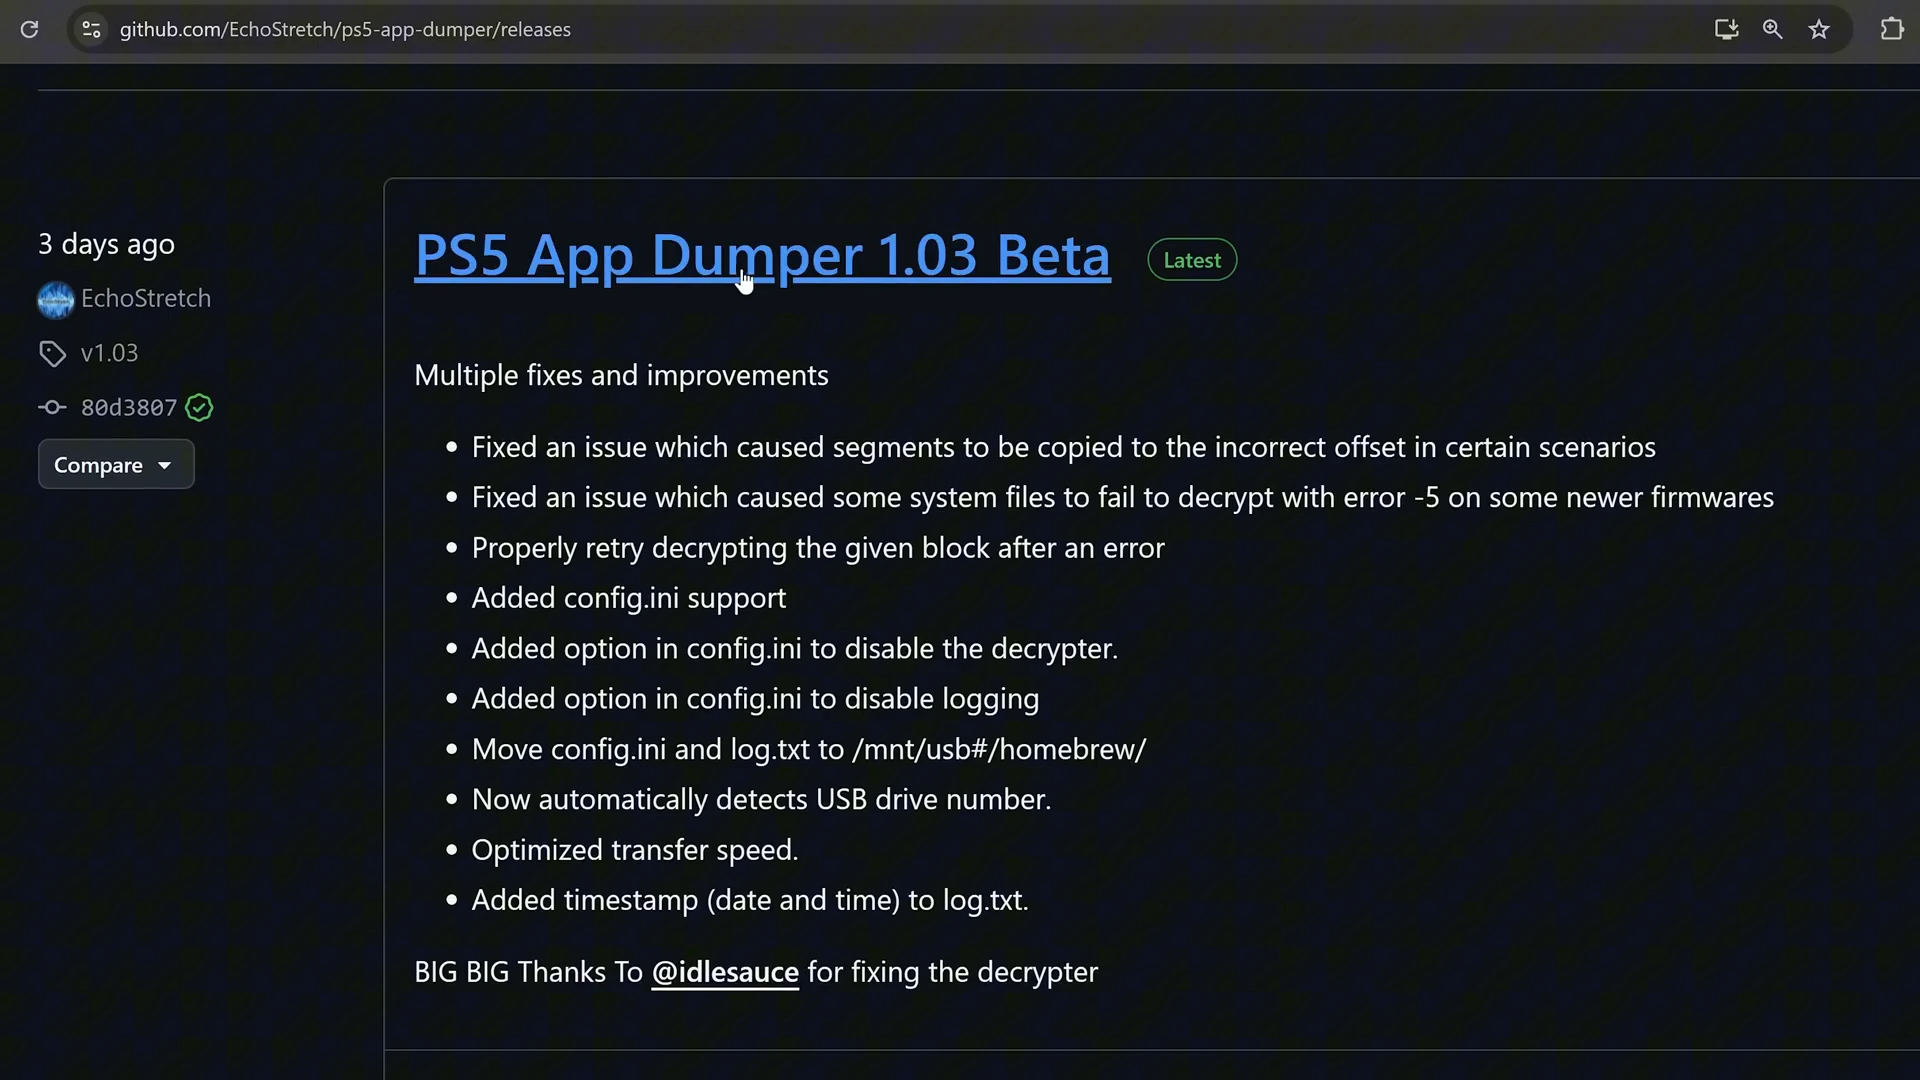 github.com/EchoStretch/ps5-app-dumper/releases
3 days ago
EchoStretch
v1.03
80d3807
Compare
PS5 App Dumper 1.03 Beta
Latest
Multiple fixes and improvements
• Fixed an issue which caused segments to be copied to the incorrect offset in certain scenarios
• Fixed an issue which caused some system files to fail to decrypt with error -5 on some newer firmwares
• Properly retry decrypting the given block after an error
• Added config.ini support
• Added option in config.ini to disable the decrypter.
• Added option in config.ini to disable logging
• Move config.ini and log.txt to /mnt/usb#/homebrew/
• Now automatically detects USB drive number.
• Optimized transfer speed.
• Added timestamp (date and time) to log.txt.
BIG BIG Thanks To @idlesauce for fixing the decrypter